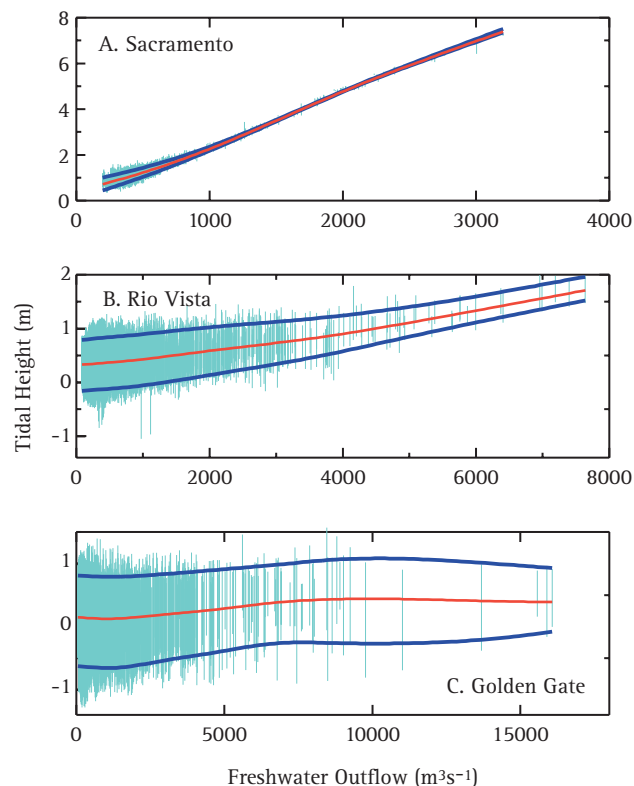 A. Sacramento
8
6
4
2
0
0 1000 2000 3000 4000
B. Rio Vista
2
1
0
-1
0 2000 4000 6000 8000
Tidal Height (m)
1
0
-1
C. Golden Gate
0 5000 10000 15000
Freshwater Outflow (m3s-1)